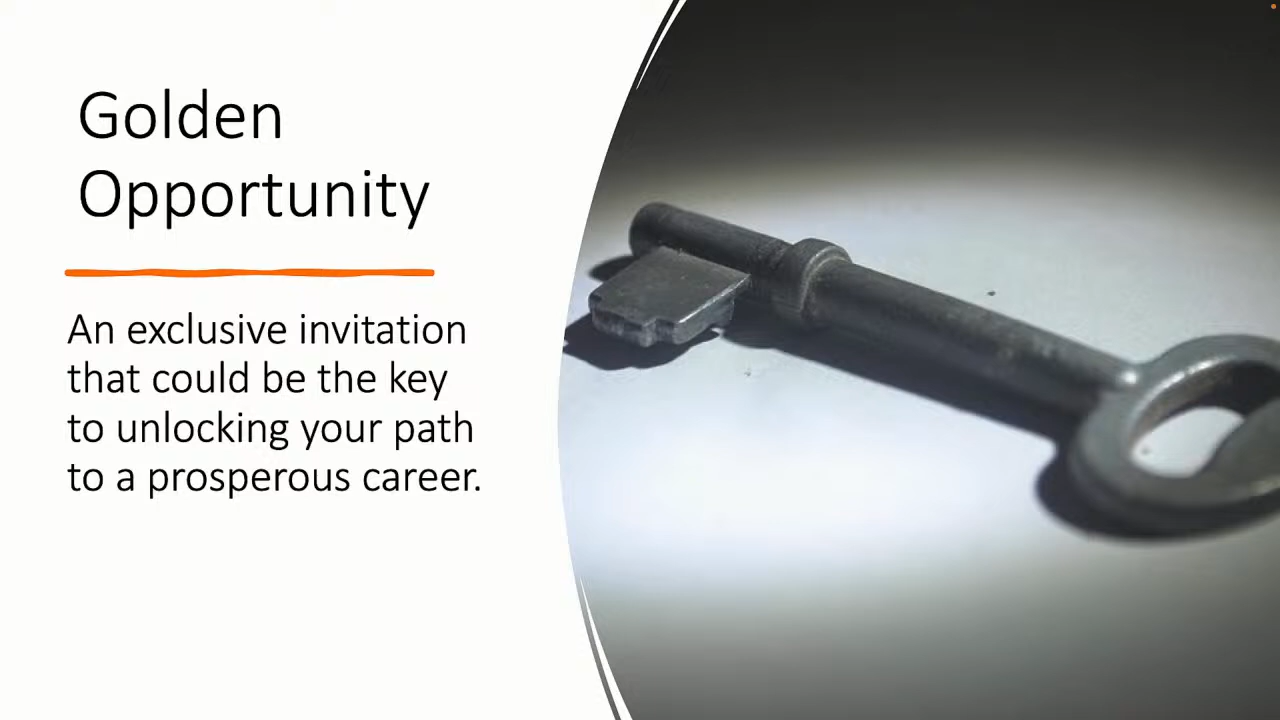 Golden
Opportunity
An exclusive invitation
that could be the key
to unlocking your path
to a prosperous career.